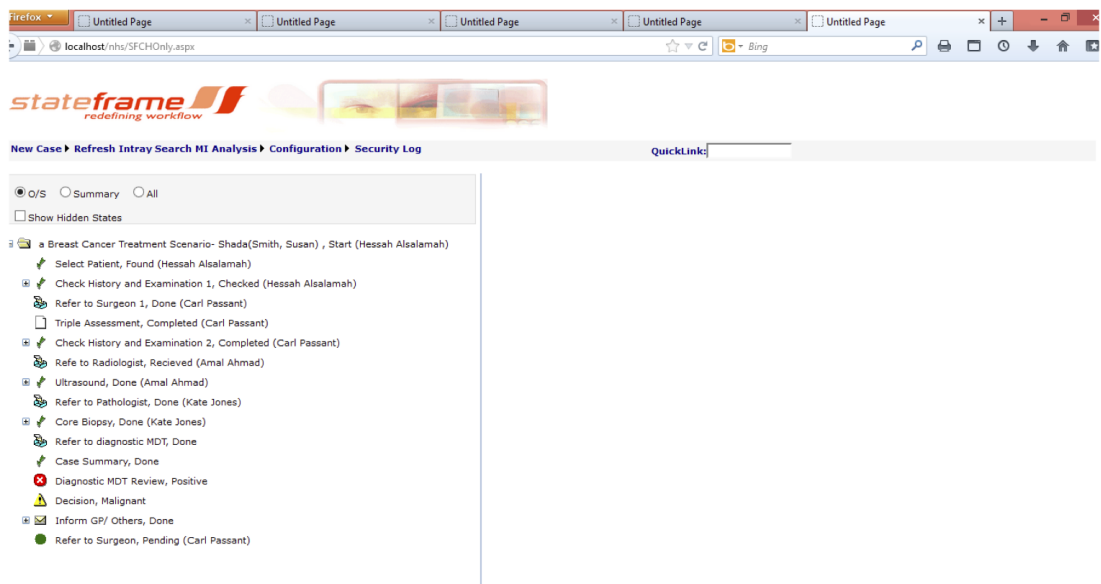 Firefox
Untitled Page
Untitled Page
Untitled Page
Untitled Page
Untitled Page
localhost/nhs/SFCHOnly.aspx
Bing
stateframe
redefining workflow
New Case Refresh Intray Search MI Analysis Configuration Security Log
QuickLink:
O/S Summary All
Show Hidden States
a Breast Cancer Treatment Scenario- Shada(Smith, Susan) , Start (Hessah Alsalamah)
Select Patient, Found (Hessah Alsalamah)
Check History and Examination 1, Checked (Hessah Alsalamah)
Refer to Surgeon 1, Done (Carl Passant)
Triple Assessment, Completed (Carl Passant)
Check History and Examination 2, Completed (Carl Passant)
Refe to Radiologist, Recieved (Amal Ahmad)
Ultrasound, Done (Amal Ahmad)
Refer to Pathologist, Done (Kate Jones)
Core Biopsy, Done (Kate Jones)
Refer to diagnostic MDT, Done
Case Summary, Done
Diagnostic MDT Review, Positive
Decision, Malignant
Inform GP/ Others, Done
Refer to Surgeon, Pending (Carl Passant)